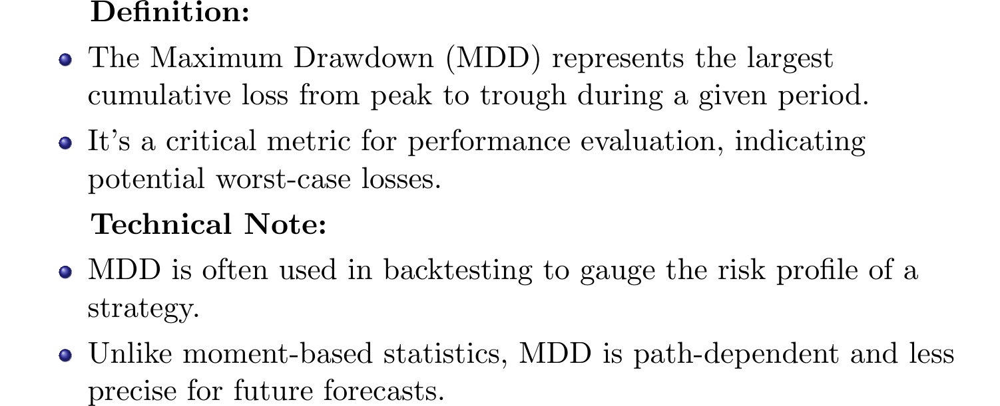 Definition:
The Maximum Drawdown (MDD) represents the largest
cumulative loss from peak to trough during a given period.
It's a critical metric for performance evaluation, indicating
potential worst-case losses.
Technical Note:
MDD is often used in backtesting to gauge the risk profile of a
strategy.
Unlike moment-based statistics, MDD is path-dependent and less
precise for future forecasts.